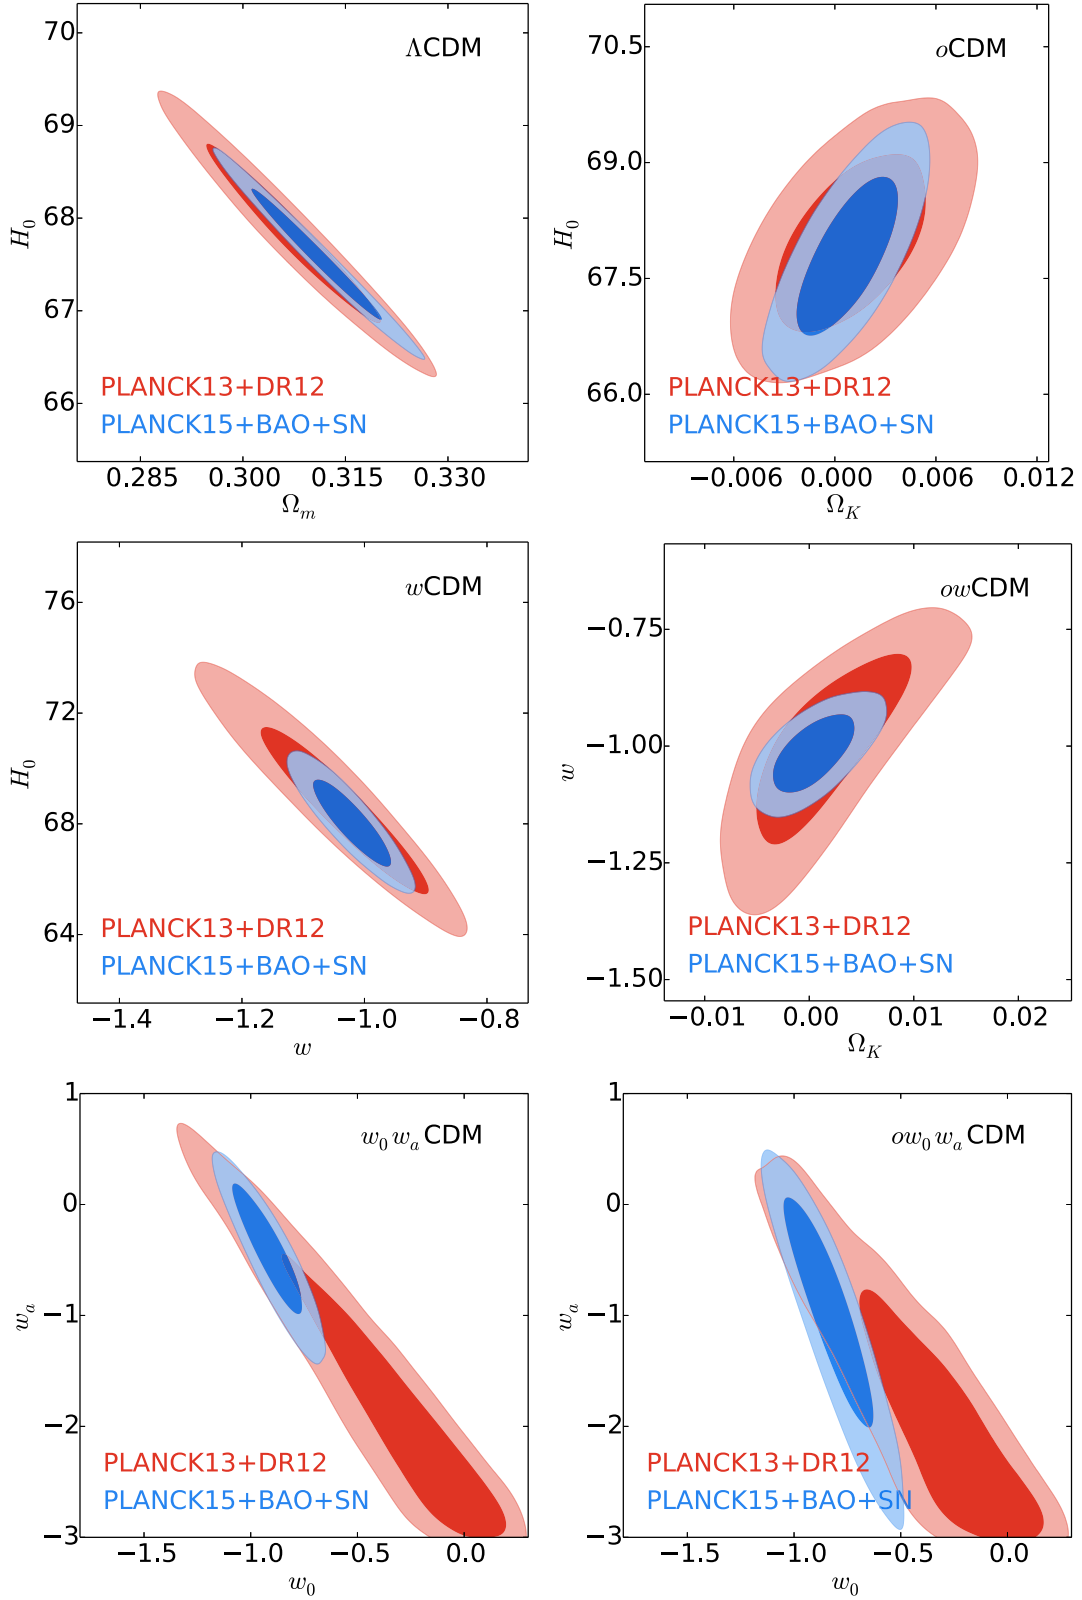 70
69
68
67
66
H₀
ΛCDM
PLANCK13+DR12
PLANCK15+BAO+SN
0.285 0.300 0.315 0.330
Ωₘ
70.5
69.0
67.5
66.0
H₀
oCDM
PLANCK13+DR12
PLANCK15+BAO+SN
−0.006 0.000 0.006 0.012
Ω_K
76
72
68
64
H₀
wCDM
PLANCK13+DR12
PLANCK15+BAO+SN
−1.4 −1.2 −1.0 −0.8
w
−0.75
−1.00
−1.25
−1.50
w
owCDM
PLANCK13+DR12
PLANCK15+BAO+SN
−0.01 0.00 0.01 0.02
Ω_K
1
0
−1
−2
−3
wₐ
w₀wₐCDM
PLANCK13+DR12
PLANCK15+BAO+SN
−1.5 −1.0 −0.5 0.0
w₀
1
0
−1
−2
−3
wₐ
ow₀wₐCDM
PLANCK13+DR12
PLANCK15+BAO+SN
−1.5 −1.0 −0.5 0.0
w₀